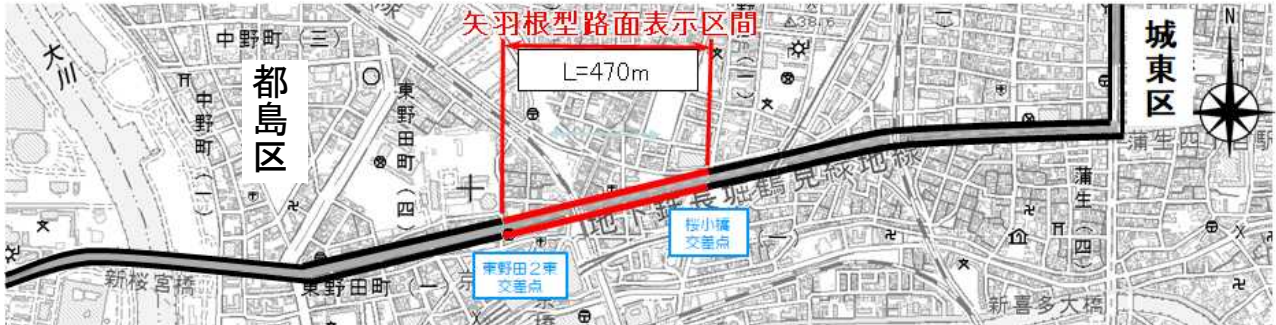 矢羽根型路面表示区間
L=470m
大川
中野町(三)
都島区
中野町(一)
東野田町(四)
城東区
N
蒲生四丁目駅
蒲生(四)
地下鉄長堀鶴見緑地線
桜小橋
交差点
東野田2東
交差点
新桜宮橋
東野田町(一)
京橋
新喜多大橋